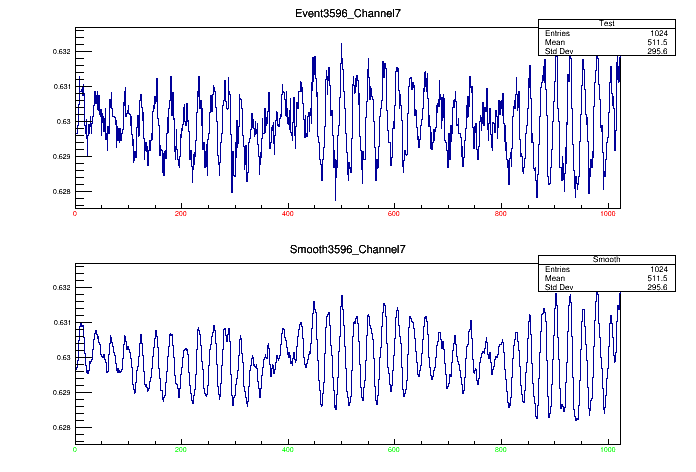 Event3596_Channel7
Test
Entries 1024
Mean 511.5
Std Dev 295.6
0.632
0.631
0.63
0.629
0.628
0 200 400 600 800 1000
Smooth3596_Channel7
Smooth
Entries 1024
Mean 511.5
Std Dev 295.6
0.632
0.631
0.63
0.629
0.628
0 200 400 600 800 1000